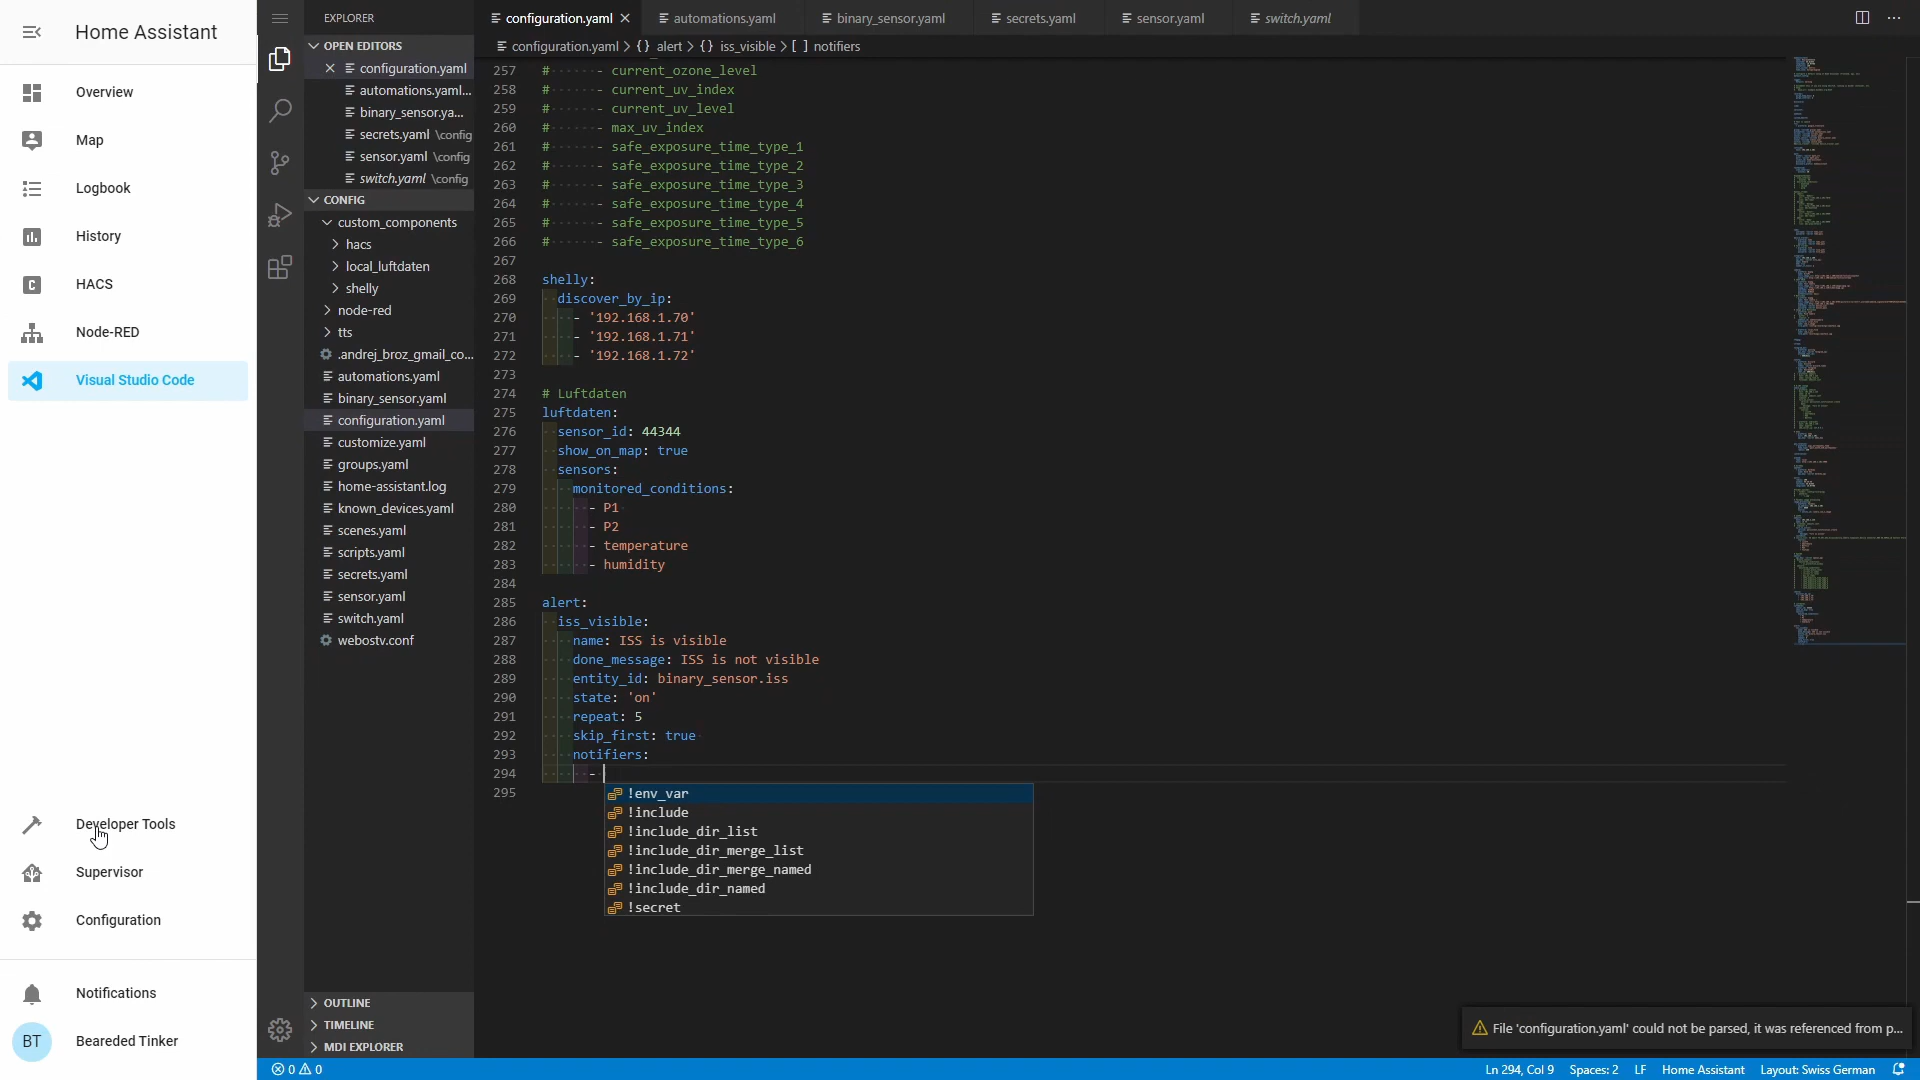 Home Assistant
Overview
Map
Logbook
History
HACS
Node-RED
Visual Studio Code
Developer Tools
Supervisor
Configuration
Notifications
BT
Beareded Tinker
EXPLORER
OPEN EDITORS
configuration.yaml
automations.yaml...
binary_sensor.ya...
secrets.yaml \config
sensor.yaml \config
switch.yaml \config
CONFIG
custom_components
hacs
local_luftdaten
shelly
node-red
tts
.andrej_broz_gmail_co...
automations.yaml
binary_sensor.yaml
configuration.yaml
customize.yaml
groups.yaml
home-assistant.log
known_devices.yaml
scenes.yaml
scripts.yaml
secrets.yaml
sensor.yaml
switch.yaml
webostv.conf
OUTLINE
TIMELINE
MDI EXPLORER
configuration.yaml automations.yaml binary_sensor.yaml secrets.yaml sensor.yaml switch.yaml
configuration.yaml > {} alert > {} iss_visible > [ ] notifiers
257 # - current_ozone_level
258 # - current_uv_index
259 # - current_uv_level
260 # - max_uv_index
261 # - safe_exposure_time_type_1
262 # - safe_exposure_time_type_2
263 # - safe_exposure_time_type_3
264 # - safe_exposure_time_type_4
265 # - safe_exposure_time_type_5
266 # - safe_exposure_time_type_6
267
268 shelly:
269 discover_by_ip:
270 - '192.168.1.70'
271 - '192.168.1.71'
272 - '192.168.1.72'
273
274 # Luftdaten
275 luftdaten:
276 sensor_id: 44344
277 show_on_map: true
278 sensors:
279 monitored_conditions:
280 - P1
281 - P2
282 - temperature
283 - humidity
284
285 alert:
286 iss_visible:
287 name: ISS is visible
288 done_message: ISS is not visible
289 entity_id: binary_sensor.iss
290 state: 'on'
291 repeat: 5
292 skip_first: true
293 notifiers:
294 -
295
!env_var
!include
!include_dir_list
!include_dir_merge_list
!include_dir_merge_named
!include_dir_named
!secret
File 'configuration.yaml' could not be parsed, it was referenced from p...
0 0
Ln 294, Col 9 Spaces: 2 LF Home Assistant Layout: Swiss German